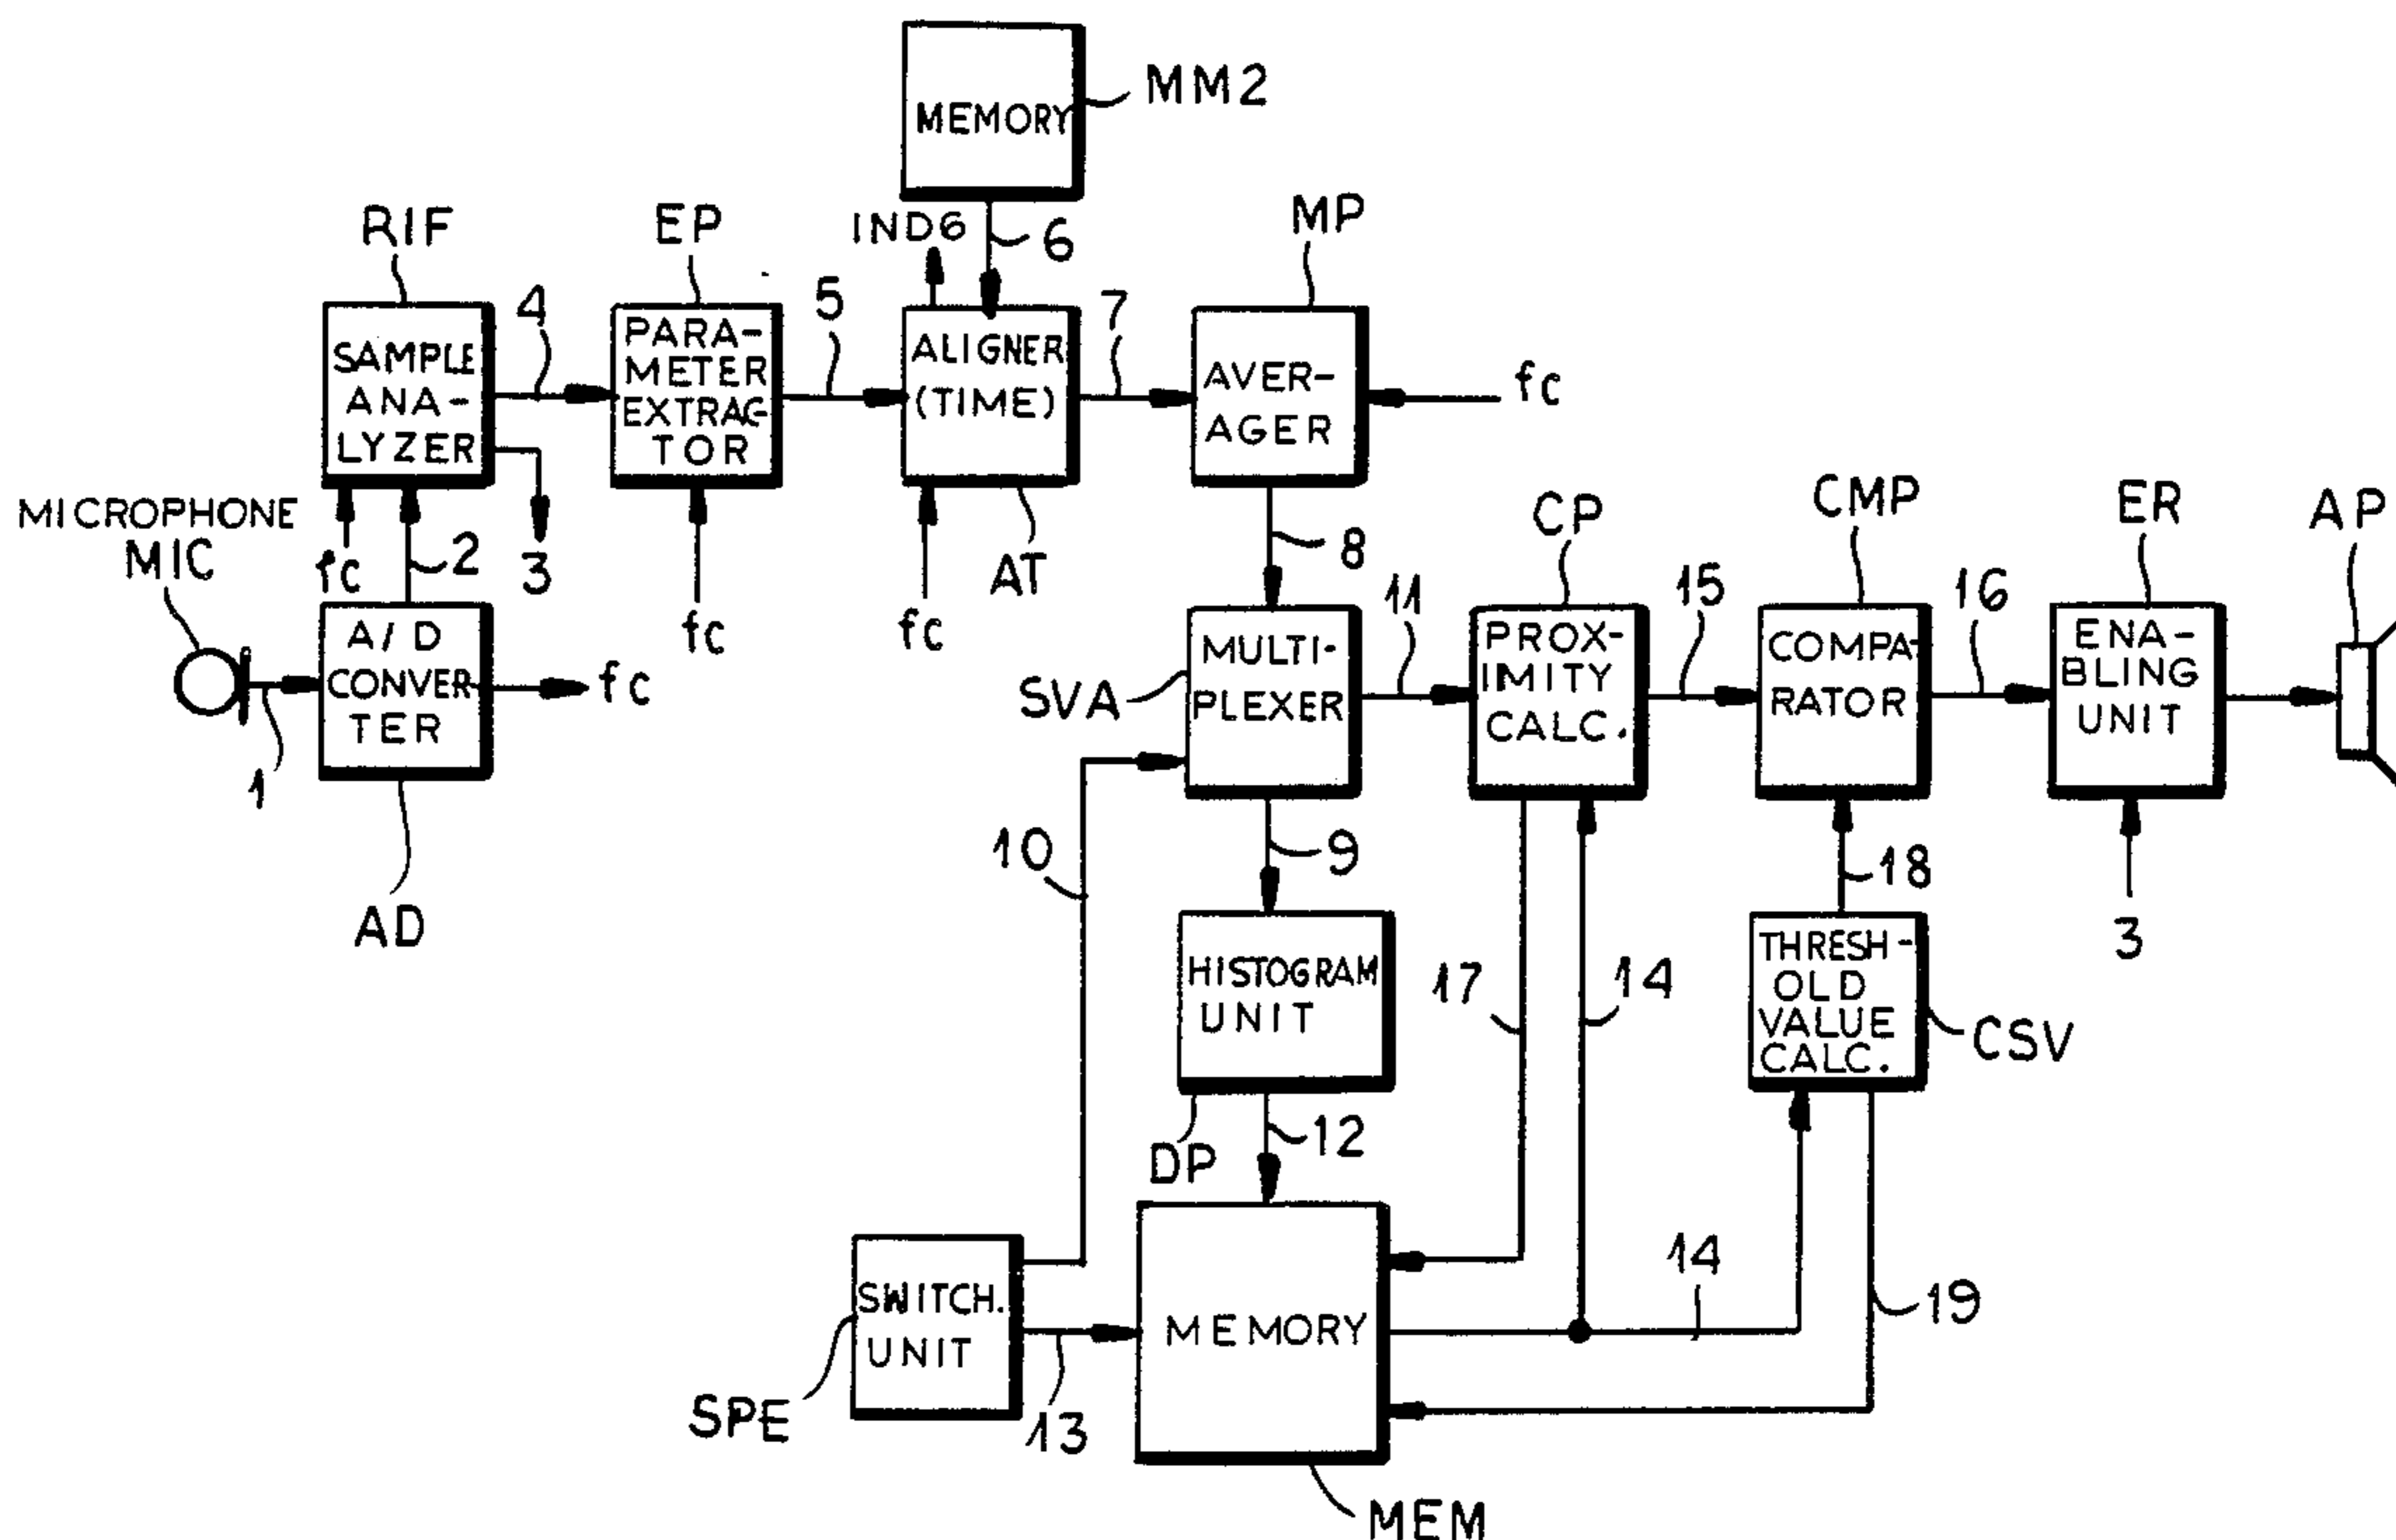 MEMORY
MM2
RIF
EP
IND6
6
MP
SAMPLE
ANA-
LYZER
4
PARA-
METER
EXTRAC-
TOR
5
ALIGNER
(TIME)
7
AVER-
AGER
fc
MICROPHONE
MIC
fc
2
3
fc
fc
AT
8
CP
CMP
ER
AP
1
A/D
CONVER-
TER
fc
AD
SVA
MULTI-
PLEXER
11
PROX-
IMITY
CALC.
15
COMPA-
RATOR
16
ENA-
BLING
UNIT
10
9
18
3
HISTOGRAM
UNIT
17
14
THRESH-
OLD
VALUE
CALC.
CSV
DP
12
SWITCH.
UNIT
SPE
13
MEMORY
14
19
MEM